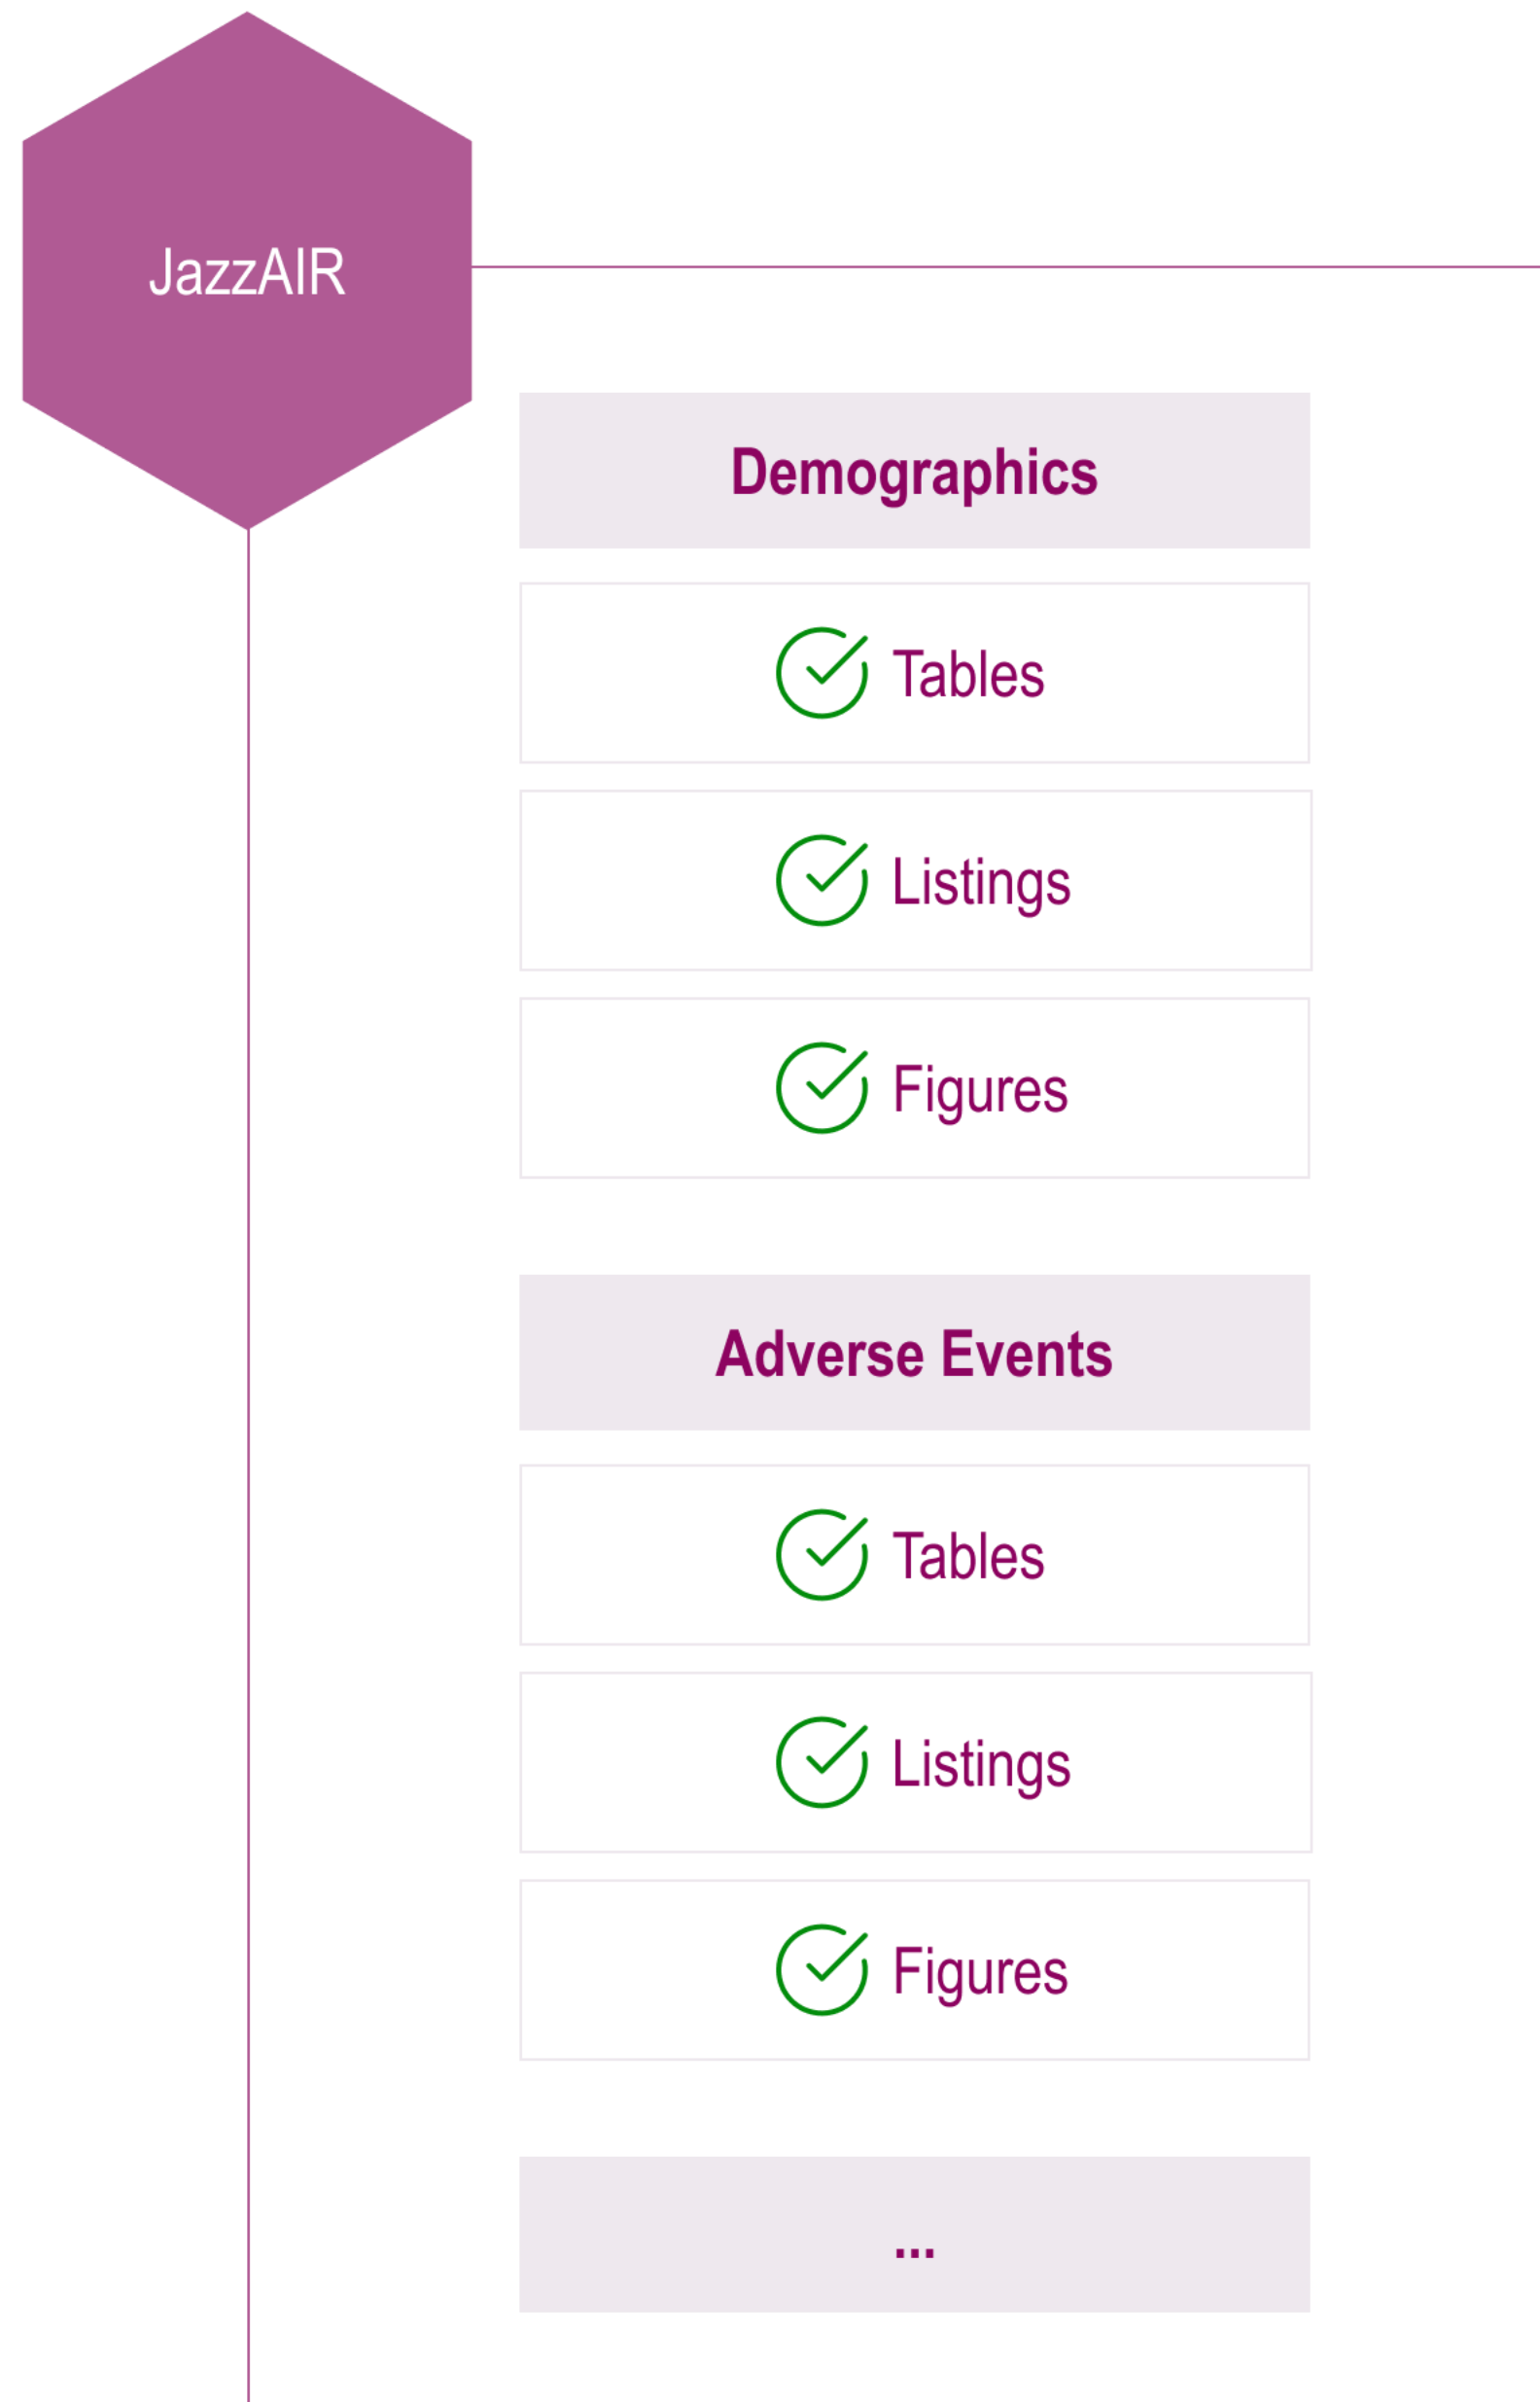 JazzAIR
Demographics
Tables
Listings
Figures
Adverse Events
Tables
Listings
Figures
...